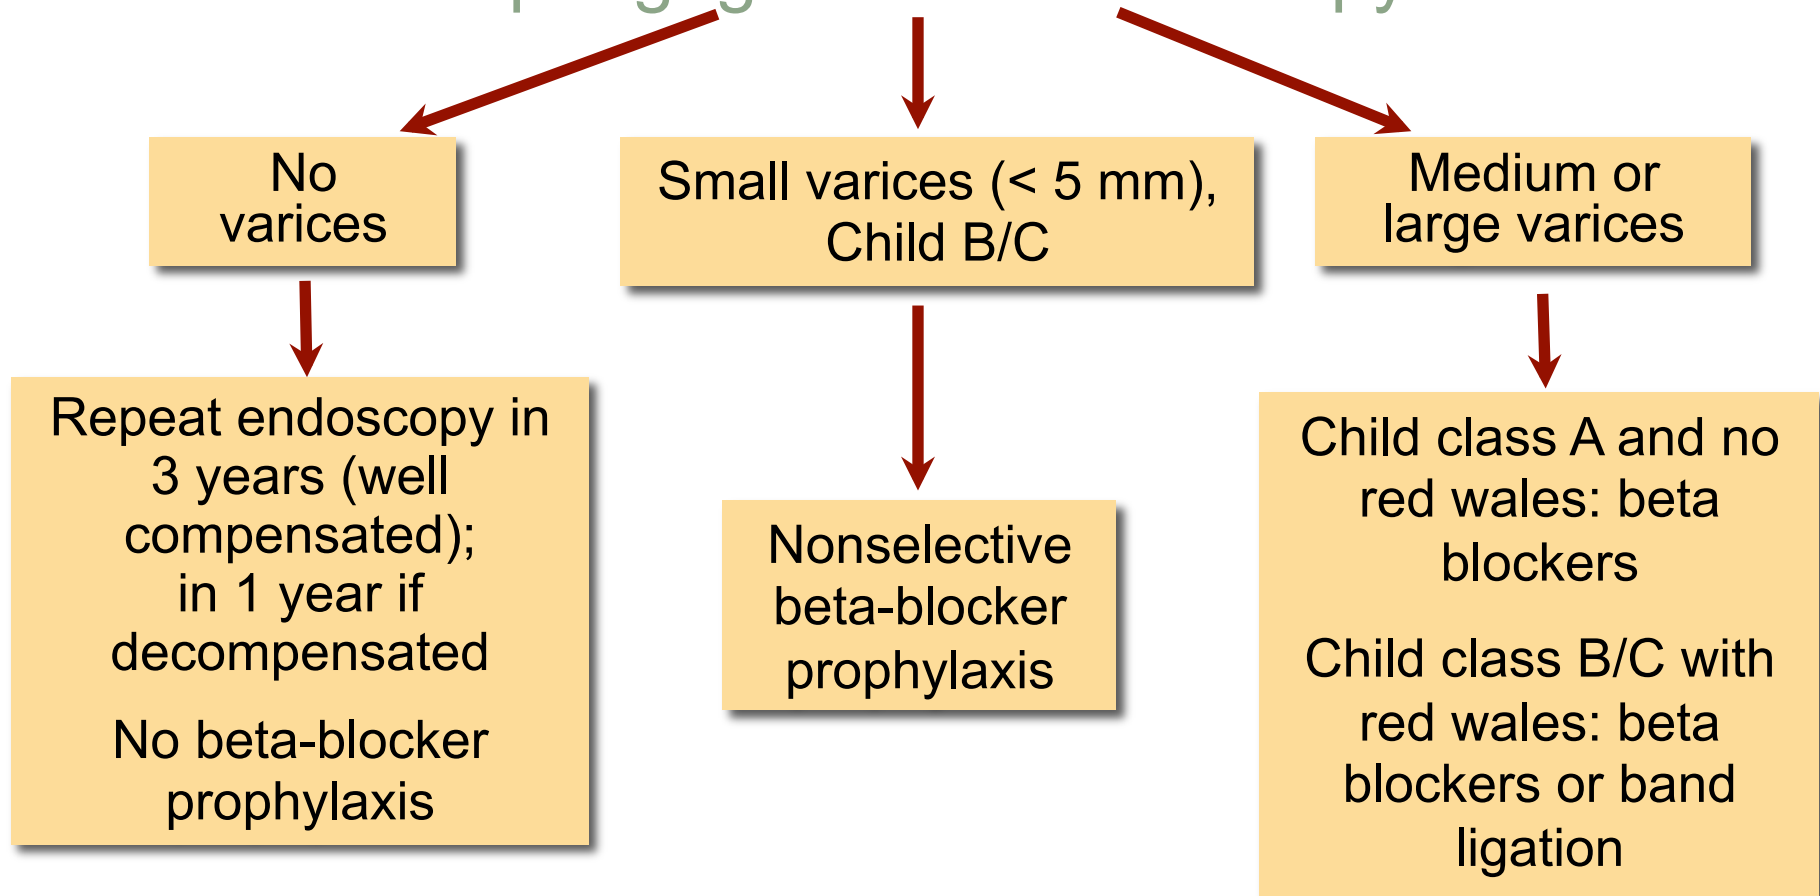 No
varices
Small varices (< 5 mm),
Child B/C
Medium or
large varices
Repeat endoscopy in
3 years (well
compensated);
in 1 year if
decompensated
No beta-blocker
prophylaxis
Nonselective
beta-blocker
prophylaxis
Child class A and no
red wales: beta
blockers
Child class B/C with
red wales: beta
blockers or band
ligation